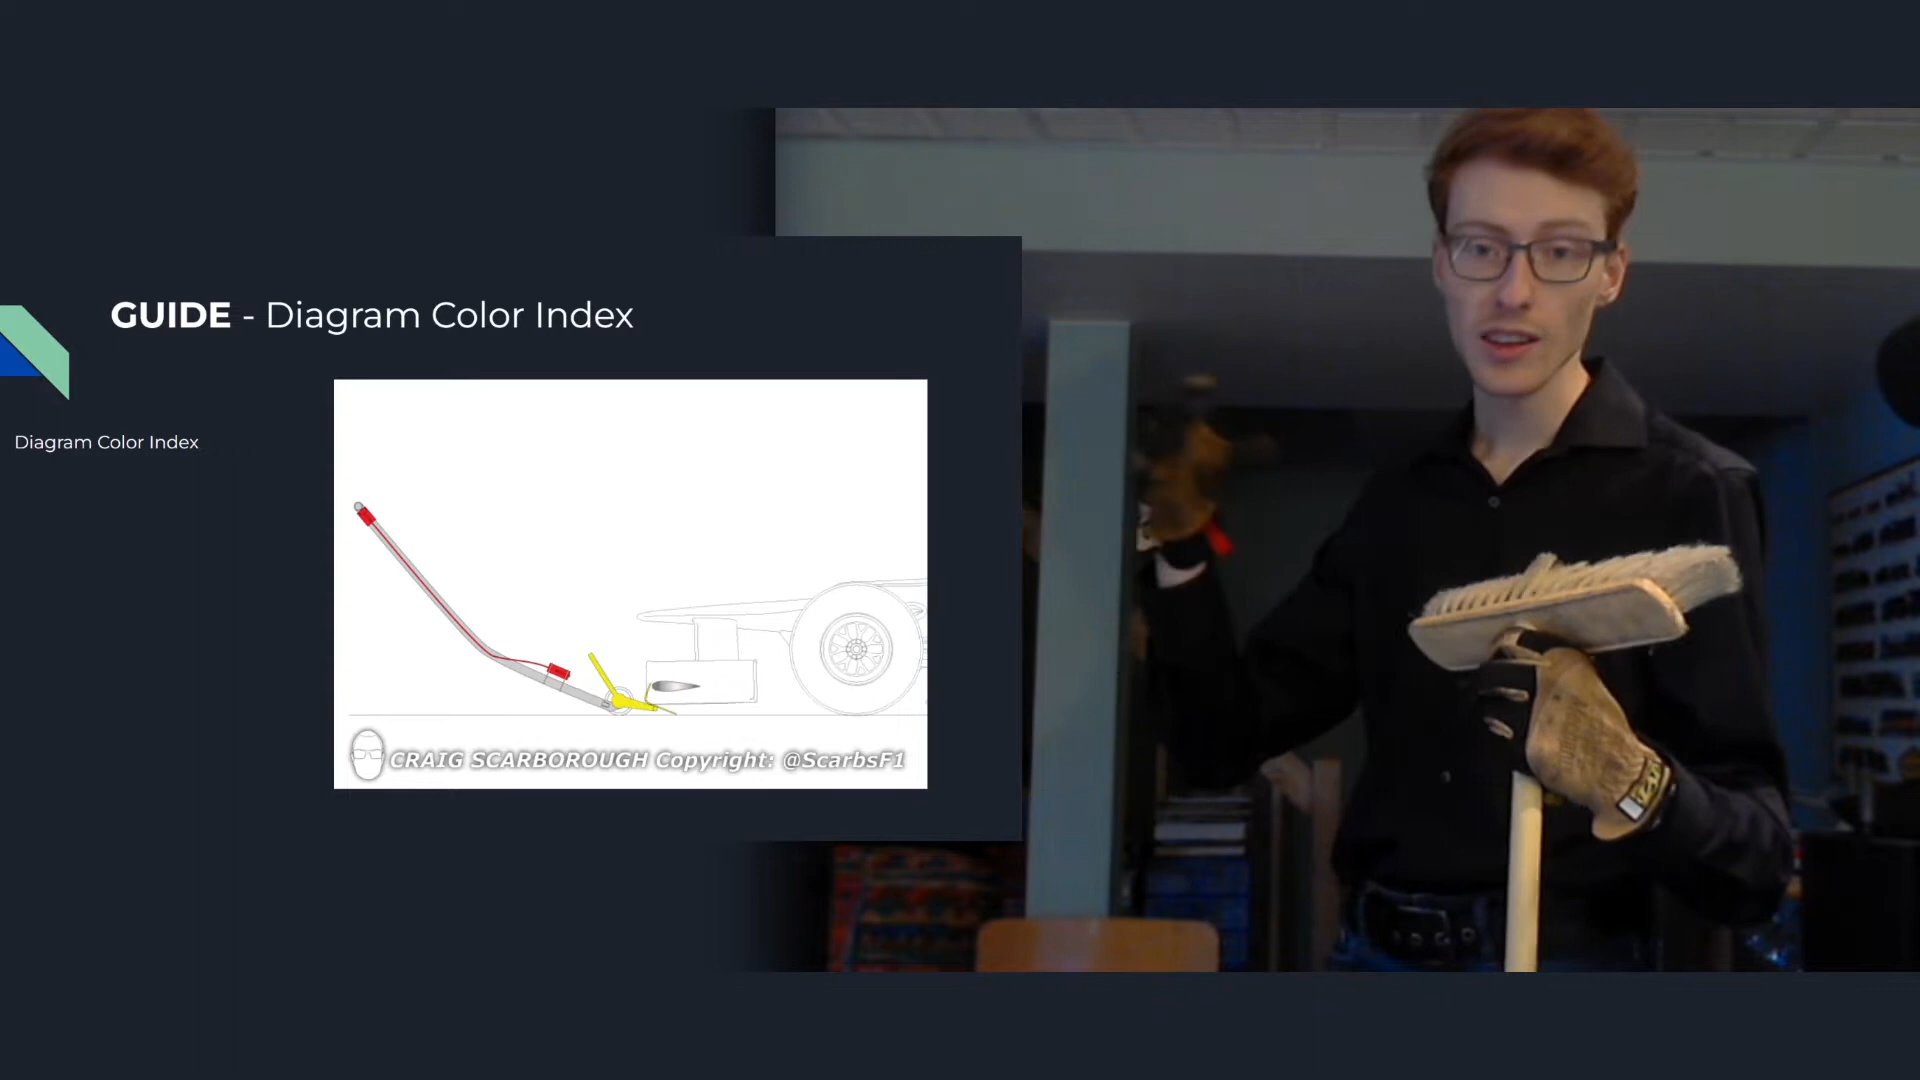 GUIDE - Diagram Color Index
Diagram Color Index
CRAIG SCARBOROUGH Copyright: @ScarbsF1